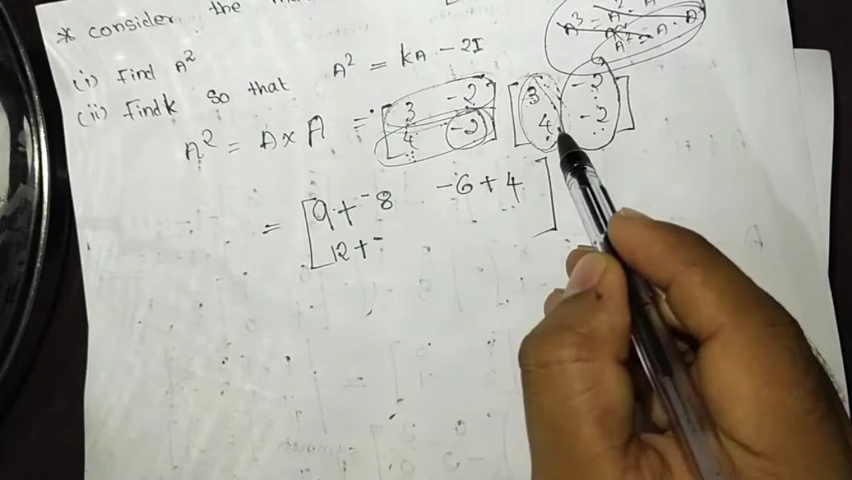 * consider the
(i) Find A²
(ii) Find k so that A² = kA - 2I
A² = A × A = [3 -2 4 -2] [3 -2 4 -2]
= [9 + -8 -6 + 4
12 + - ]